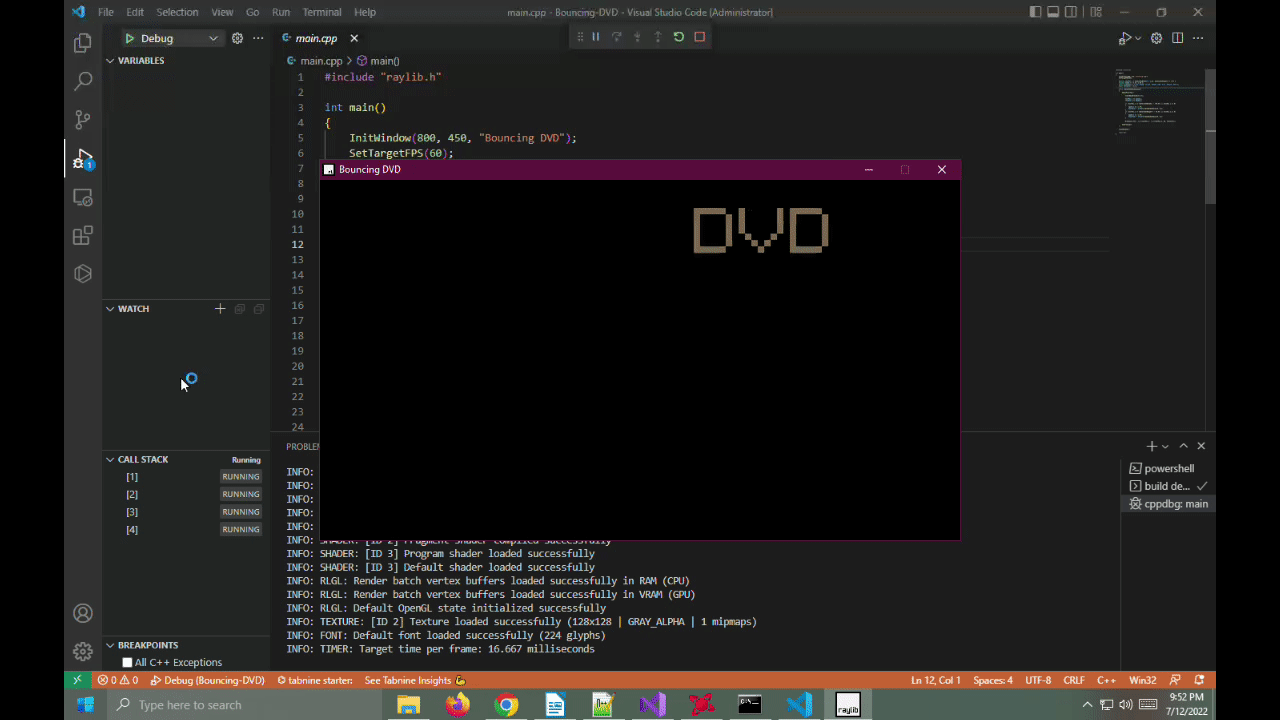 File Edit Selection View Go Run Terminal Help main.cpp - Bouncing-DVD - Visual Studio Code [Administrator]
Debug
main.cpp
VARIABLES
main.cpp > main()
1 #include "raylib.h"
2
3 int main()
4 {
5 InitWindow(800, 450, "Bouncing DVD");
6 SetTargetFPS(60);
7
8
9
10
11
12
13
14
15
16
17
18
19
20
21
22
23
24
Bouncing DVD
DVD
WATCH
CALL STACK Running
[1] RUNNING
[2] RUNNING
[3] RUNNING
[4] RUNNING
BREAKPOINTS
All C++ Exceptions
PROBLEM
INFO:
INFO:
INFO:
INFO:
INFO:
INFO: SHADER: [ID 2] Fragment shader compiled successfully
INFO: SHADER: [ID 3] Program shader loaded successfully
INFO: SHADER: [ID 3] Default shader loaded successfully
INFO: RLGL: Render batch vertex buffers loaded successfully in RAM (CPU)
INFO: RLGL: Render batch vertex buffers loaded successfully in VRAM (GPU)
INFO: RLGL: Default OpenGL state initialized successfully
INFO: TEXTURE: [ID 2] Texture loaded successfully (128x128 | GRAY_ALPHA | 1 mipmaps)
INFO: FONT: Default font loaded successfully (224 glyphs)
INFO: TIMER: Target time per frame: 16.667 milliseconds
powershell
build de...
cppdbg: main
0 0 Debug (Bouncing-DVD) tabnine starter: See Tabnine Insights Ln 12, Col 1 Spaces: 4 UTF-8 CRLF C++ Win32
Type here to search
raylib
9:52 PM
7/12/2022